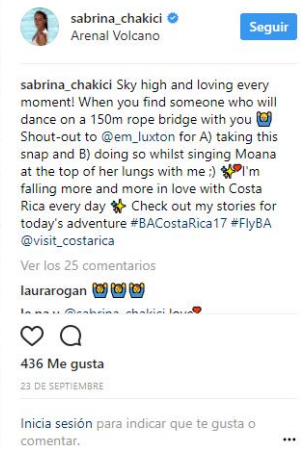 sabrina_chakici
Seguir
Arenal Volcano
sabrina_chakici Sky high and loving every
moment! When you find someone who will
dance on a 150m rope bridge with you 🙆
Shout-out to @em_luxton for A) taking this
snap and B) doing so whilst singing Moana
at the top of her lungs with me ;) ✨❣I'm
falling more and more in love with Costa
Rica every day ✨ Check out my stories for
today's adventure #BACostaRica17 #FlyBA
@visit_costarica
Ver los 25 comentarios
laurarogan 🙆🙆🙆
@sabrina_chakici love
436 Me gusta
23 DE SEPTIEMBRE
Inicia sesión para indicar que te gusta o
comentar.
...